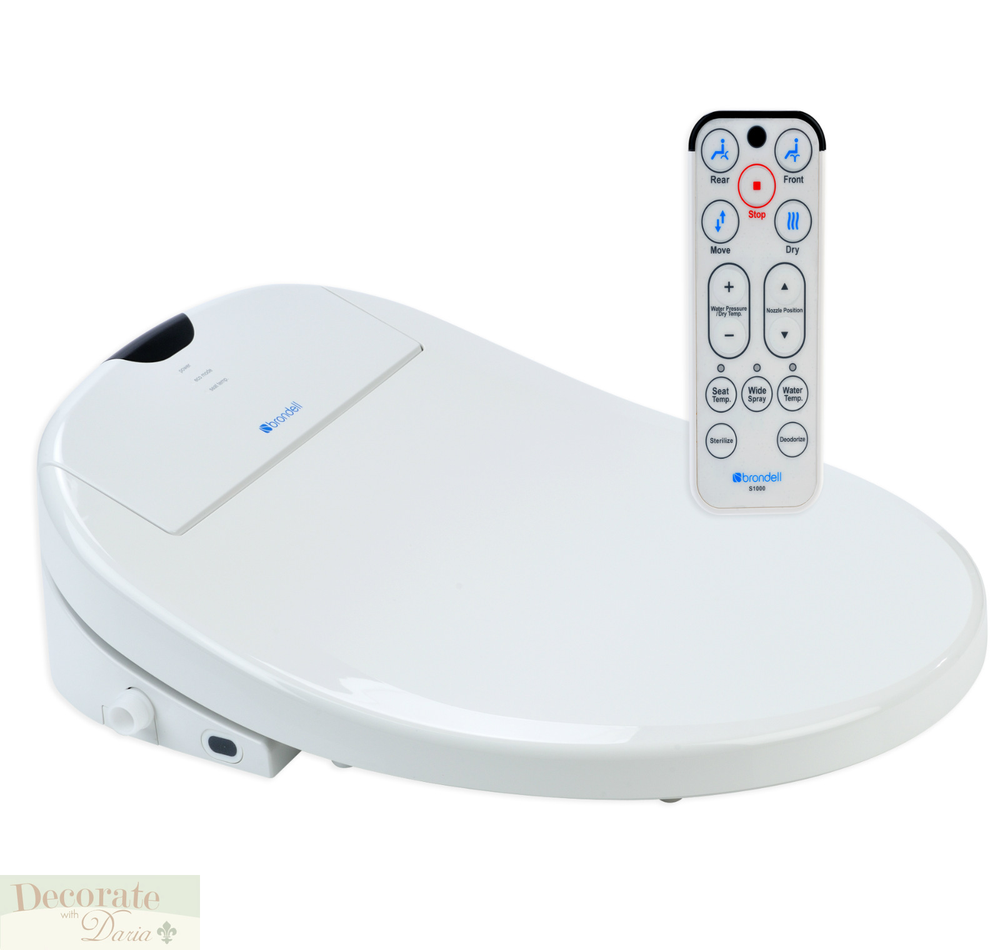 Rear
Front
Stop
Move
Dry
+
Water Pressure
/Dry Temp.
−
▲
Nozzle Position
▼
Seat
Temp.
Wide
Spray
Water
Temp.
Sterilize
Deodorize
brondell
S1000
power
eco mode
seat temp.
brondell
Decorate
with
Daria